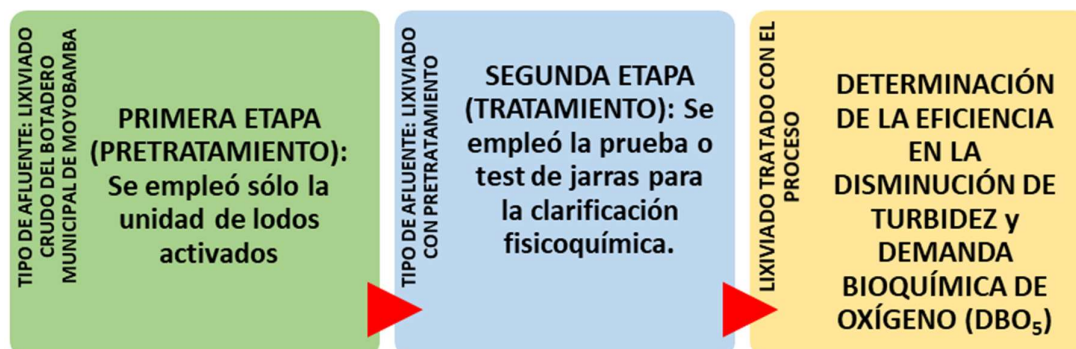 TIPO DE AFLUENTE: LIXIVIADO
CRUDO DEL BOTADERO
MUNICIPAL DE MOYOBAMBA
PRIMERA ETAPA
(PRETRATAMIENTO):
Se empleó sólo la
unidad de lodos
activados
TIPO DE AFLUENTE: LIXIVIADO
CON PRETRATAMIENTO
SEGUNDA ETAPA
(TRATAMIENTO): Se
empleó la prueba o
test de jarras para
la clarificación
fisicoquímica.
LIXIVIADO TRATADO CON EL
PROCESO
DETERMINACIÓN
DE LA EFICIENCIA
EN LA
DISMINUCIÓN DE
TURBIDEZ y
DEMANDA
BIOQUÍMICA DE
OXÍGENO (DBO₅)